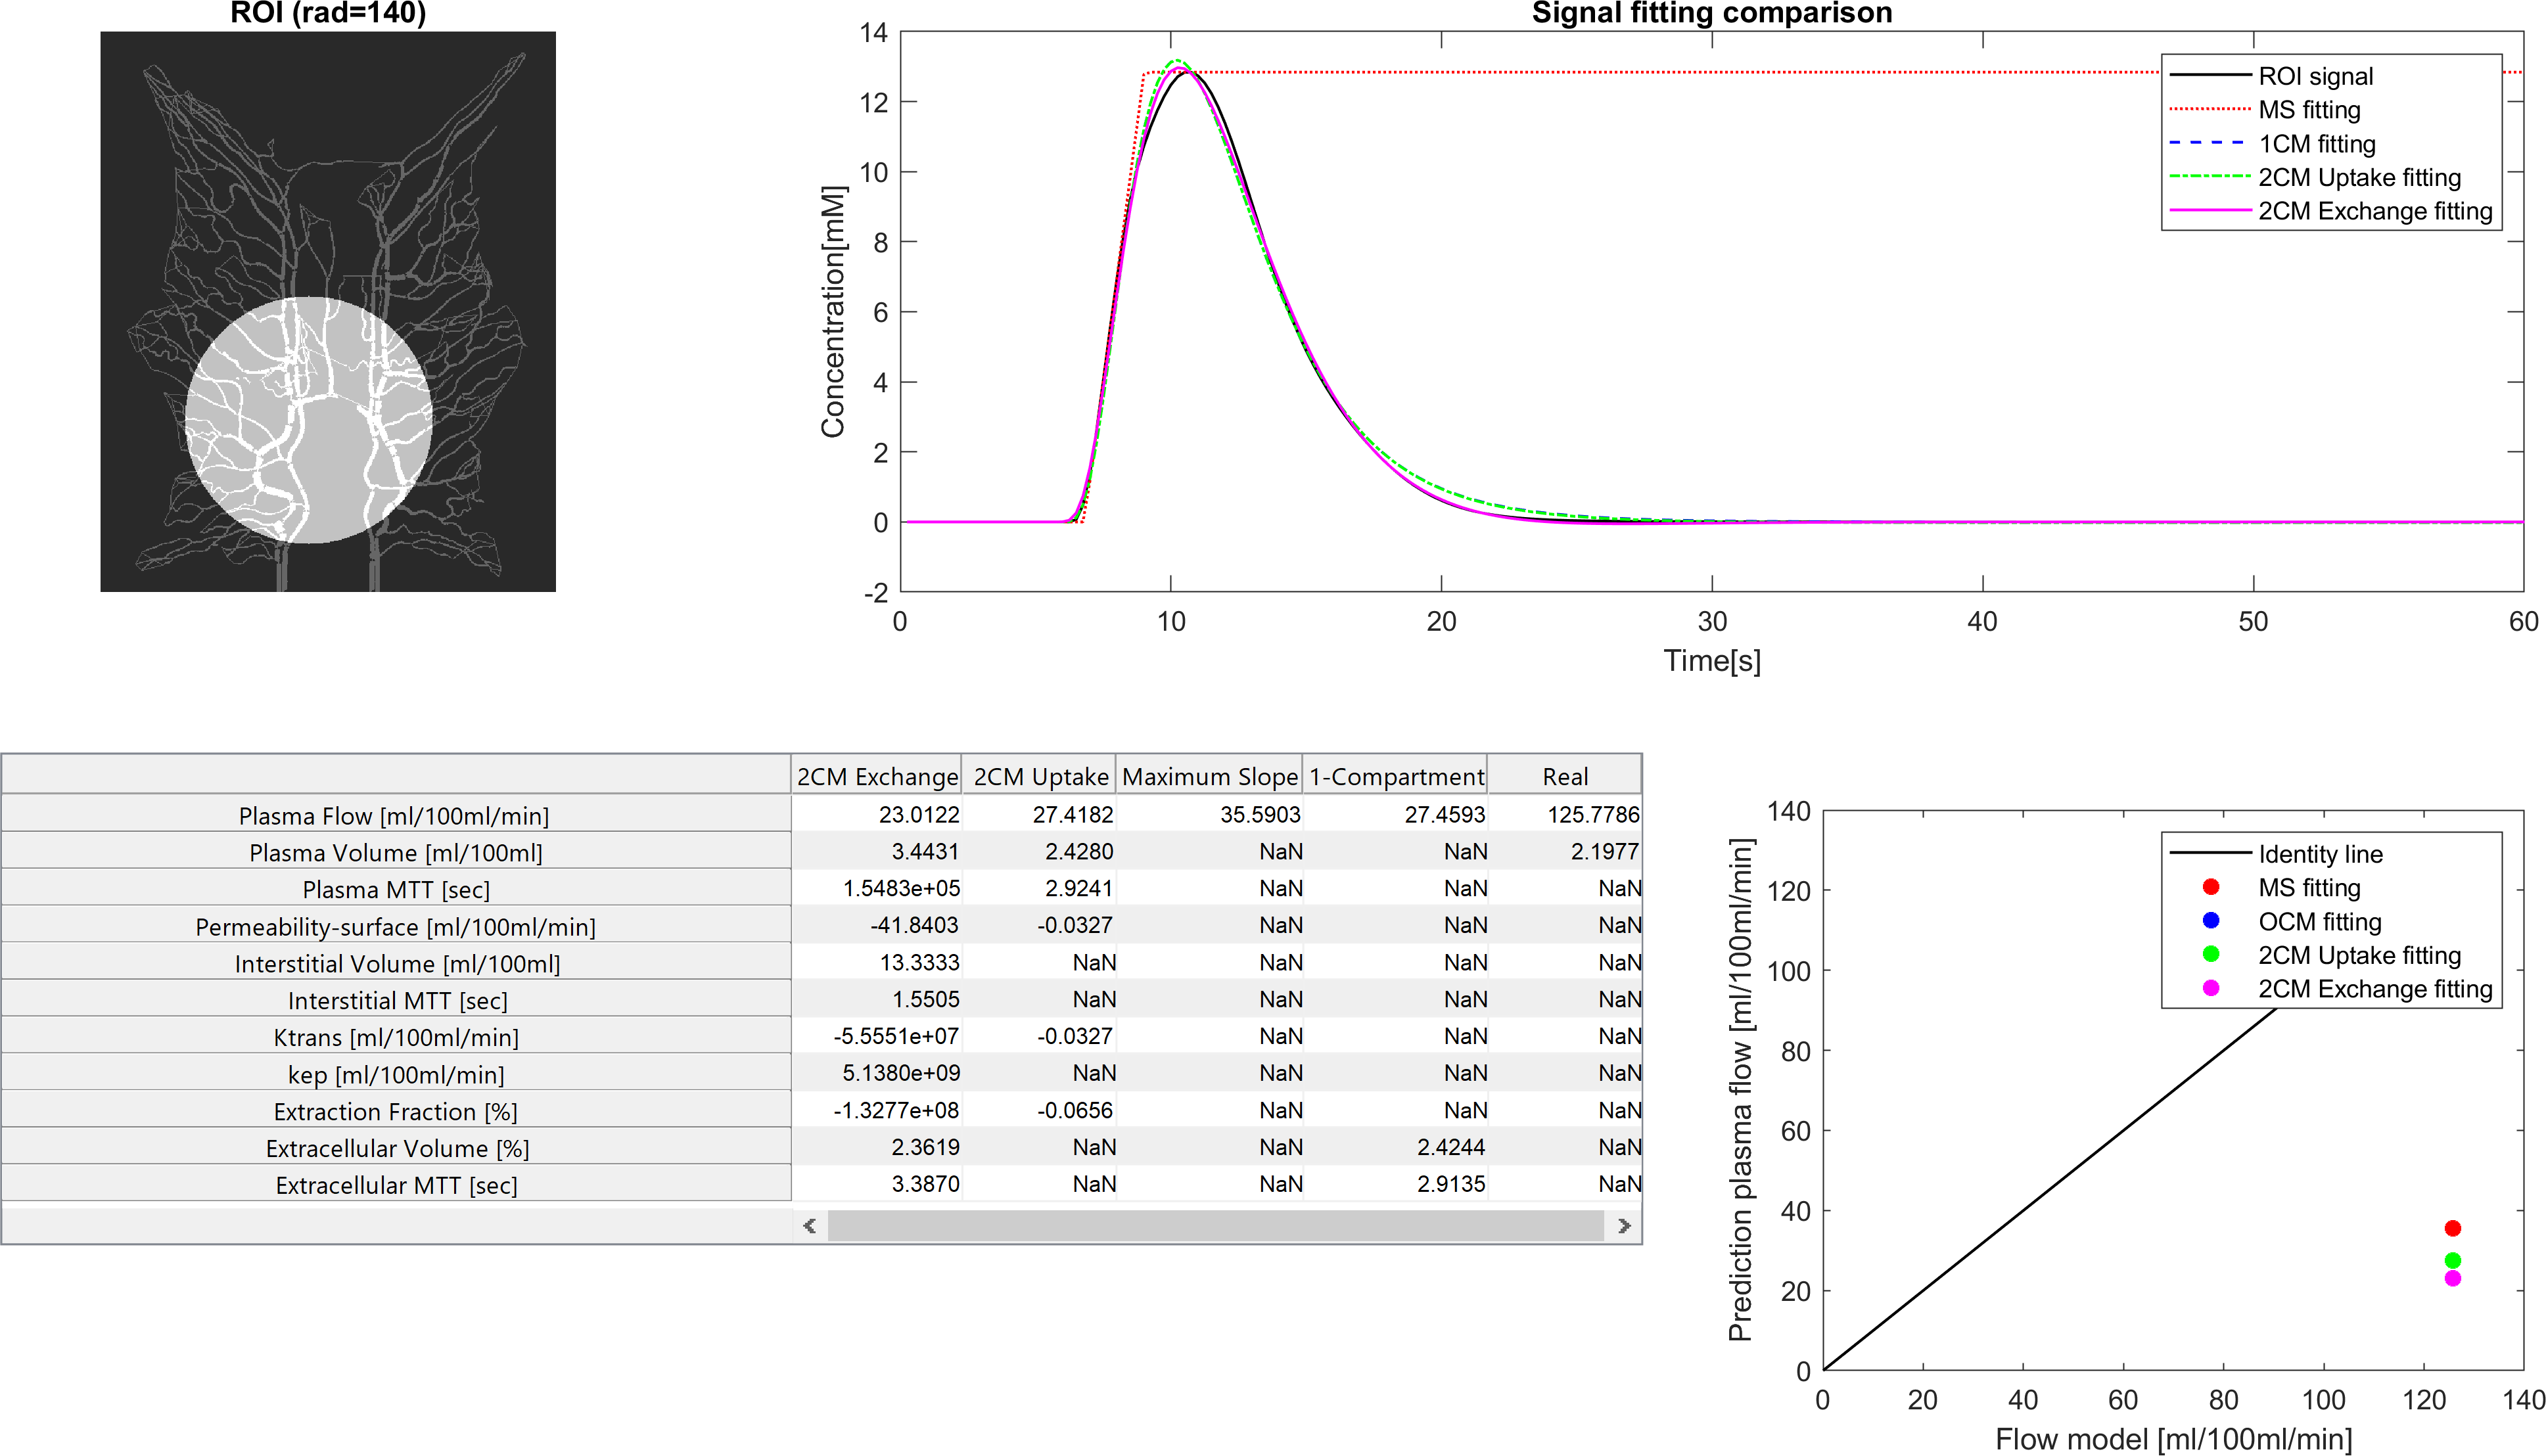 ROI (rad=140)
Signal fitting comparison
14
12
10
8
6
4
2
0
-2
Concentration[mM]
0 10 20 30 40 50 60
Time[s]
ROI signal
MS fitting
1CM fitting
2CM Uptake fitting
2CM Exchange fitting
2CM Exchange 2CM Uptake Maximum Slope 1-Compartment Real
Plasma Flow [ml/100ml/min] 23.0122 27.4182 35.5903 27.4593 125.7786
Plasma Volume [ml/100ml] 3.4431 2.4280 NaN NaN 2.1977
Plasma MTT [sec] 1.5483e+05 2.9241 NaN NaN NaN
Permeability-surface [ml/100ml/min] -41.8403 -0.0327 NaN NaN NaN
Interstitial Volume [ml/100ml] 13.3333 NaN NaN NaN NaN
Interstitial MTT [sec] 1.5505 NaN NaN NaN NaN
Ktrans [ml/100ml/min] -5.5551e+07 -0.0327 NaN NaN NaN
kep [ml/100ml/min] 5.1380e+09 NaN NaN NaN NaN
Extraction Fraction [%] -1.3277e+08 -0.0656 NaN NaN NaN
Extracellular Volume [%] 2.3619 NaN NaN 2.4244 NaN
Extracellular MTT [sec] 3.3870 NaN NaN 2.9135 NaN
140
120
100
80
60
40
20
0
Prediction plasma flow [ml/100ml/min]
0 20 40 60 80 100 120 140
Flow model [ml/100ml/min]
Identity line
MS fitting
OCM fitting
2CM Uptake fitting
2CM Exchange fitting